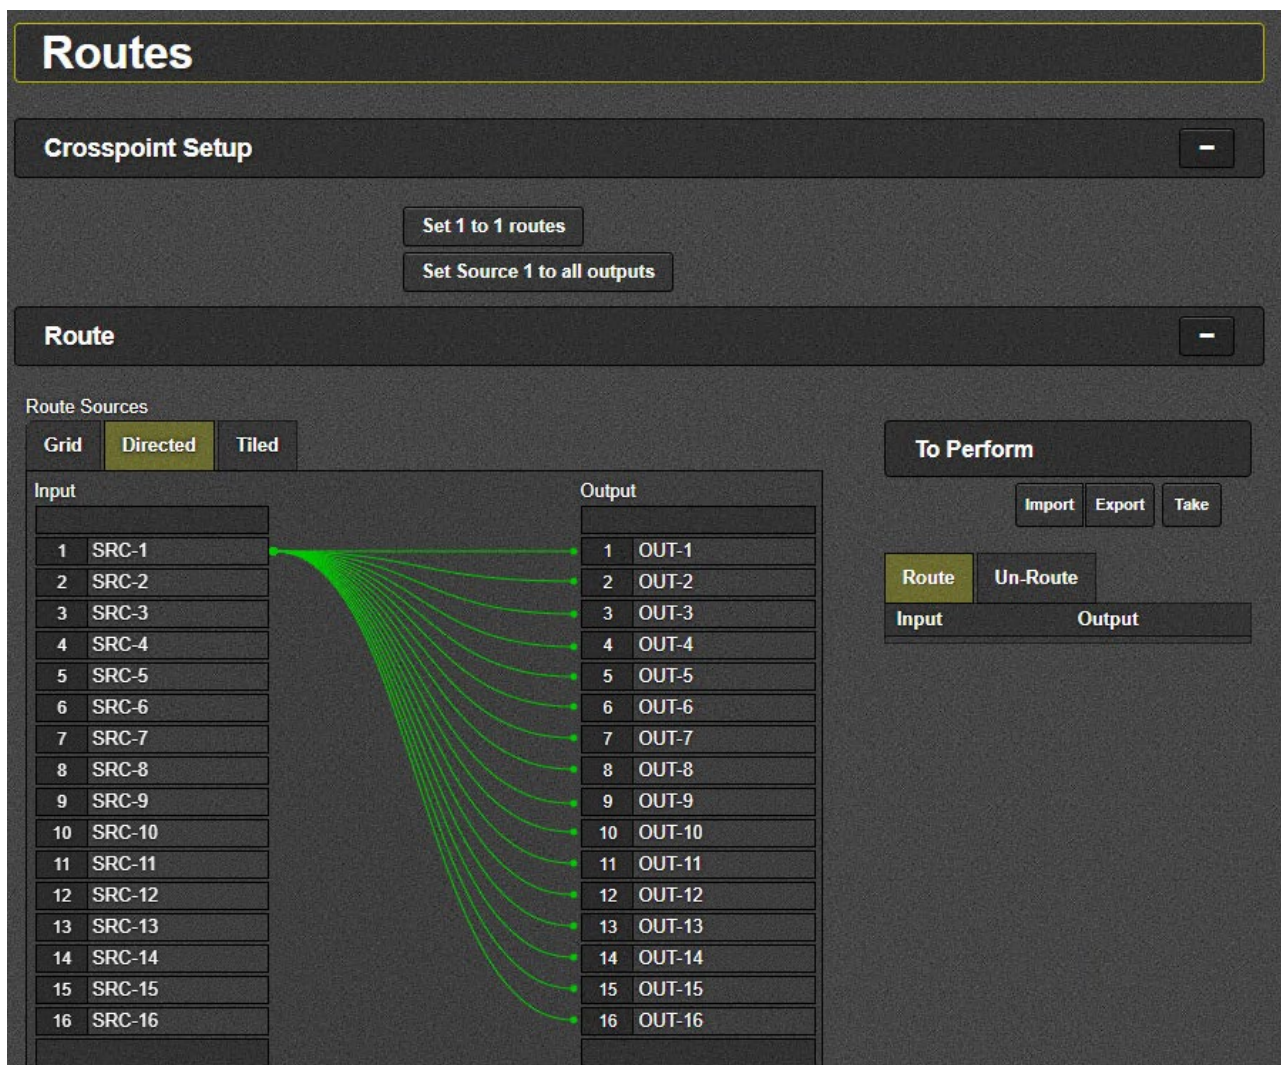 Routes
Crosspoint Setup
Set 1 to 1 routes
Set Source 1 to all outputs
Route
Route Sources
Grid Directed Tiled
Input Output
1 SRC-1 1 OUT-1
2 SRC-2 2 OUT-2
3 SRC-3 3 OUT-3
4 SRC-4 4 OUT-4
5 SRC-5 5 OUT-5
6 SRC-6 6 OUT-6
7 SRC-7 7 OUT-7
8 SRC-8 8 OUT-8
9 SRC-9 9 OUT-9
10 SRC-10 10 OUT-10
11 SRC-11 11 OUT-11
12 SRC-12 12 OUT-12
13 SRC-13 13 OUT-13
14 SRC-14 14 OUT-14
15 SRC-15 15 OUT-15
16 SRC-16 16 OUT-16
To Perform
Import Export Take
Route Un-Route
Input Output